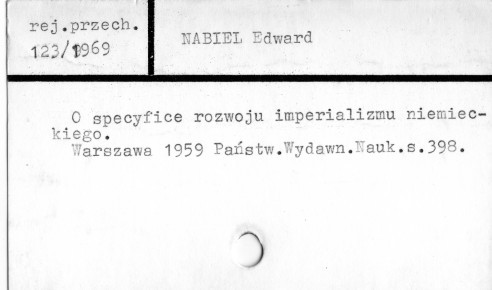 rej.przech.
123/1969
NABIEL Edward
O specyfice rozwoju imperializmu niemiec-
kiego.
Warszawa 1959 Państw.Wydawn.Nauk.s.398.